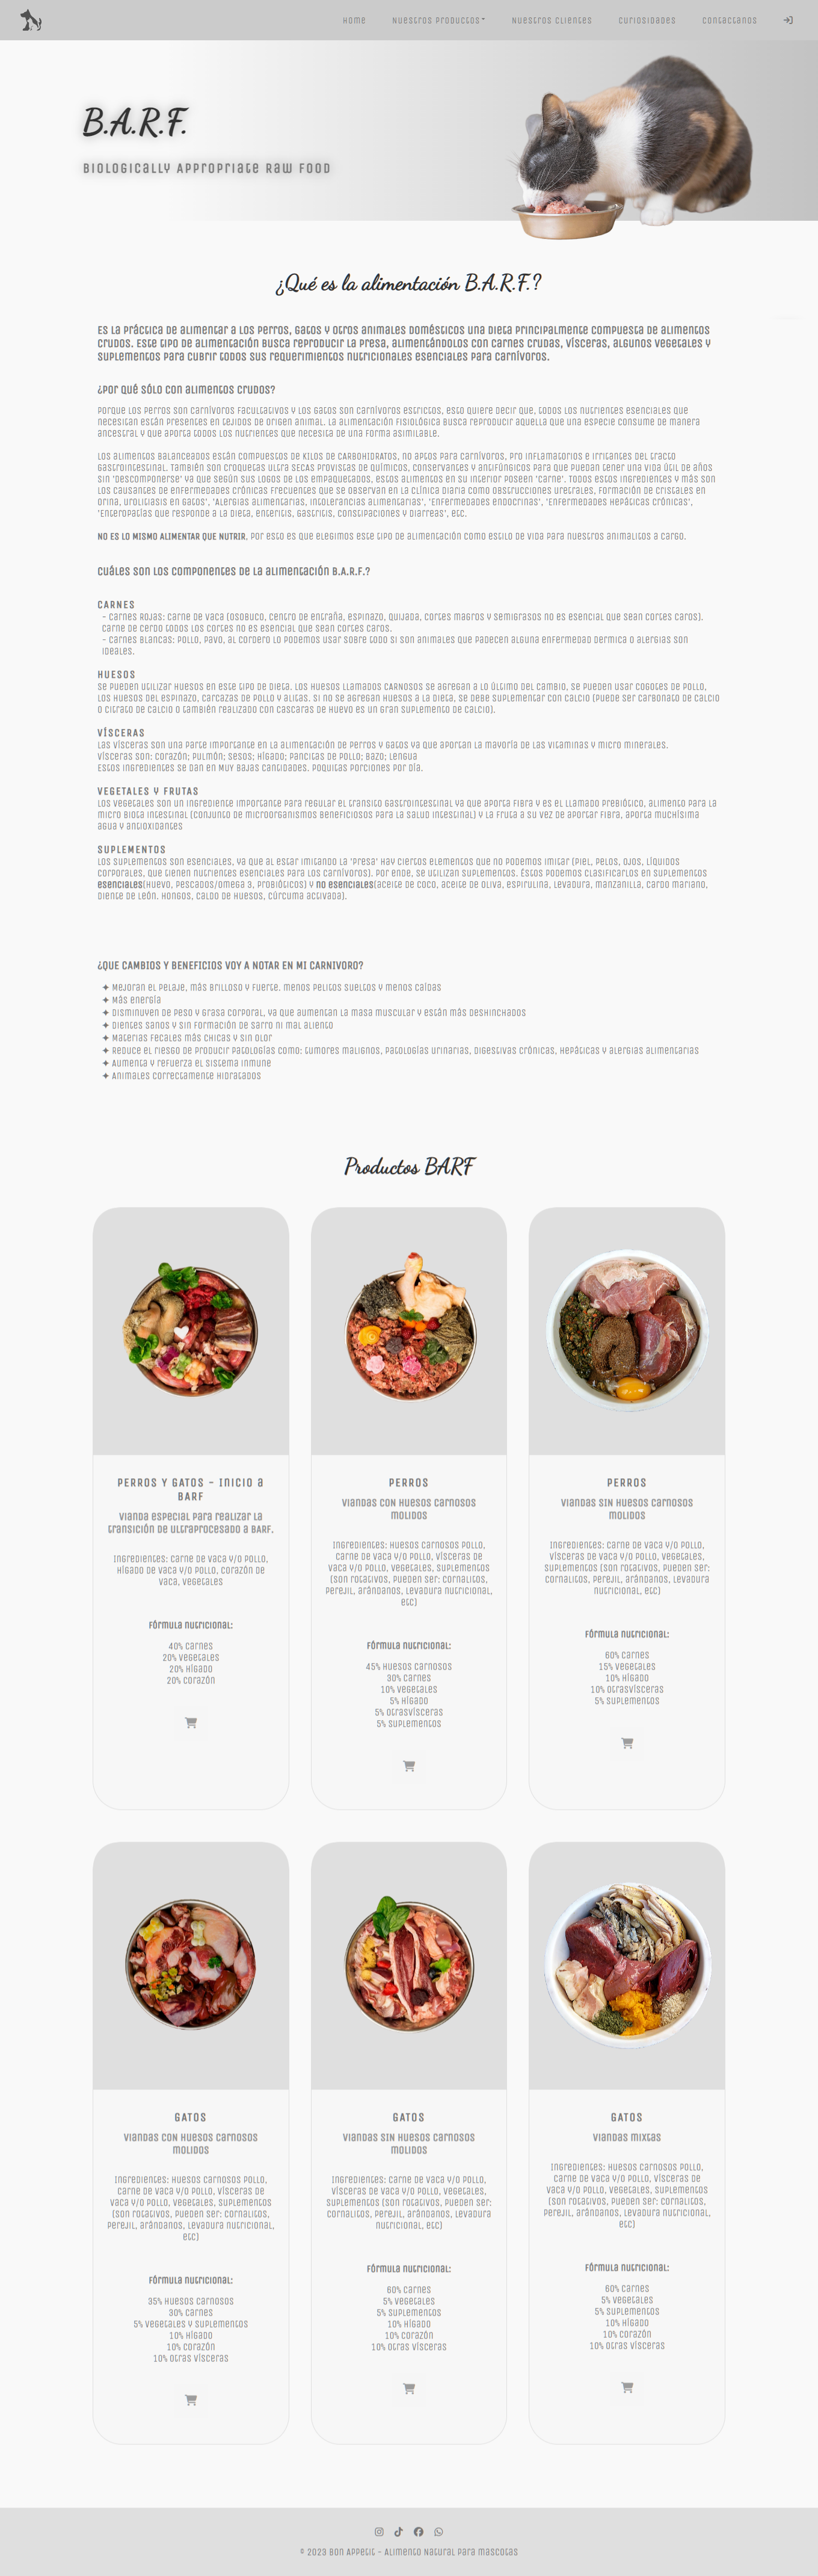 Home Nuestros Productos Nuestros Clientes Curiosidades Contactanos
B.A.R.F.
Biologically Appropriate Raw Food
¿Qué es la alimentación B.A.R.F.?
Es la práctica de alimentar a los perros, gatos y otros animales domésticos una dieta principalmente compuesta de alimentos
crudos. Este tipo de alimentación busca reproducir la presa, alimentándolos con carnes crudas, vísceras, algunos vegetales y
suplementos para cubrir todos sus requerimientos nutricionales esenciales para carnívoros.
¿Por qué sólo con alimentos crudos?
Porque los perros son carnívoros facultativos y los gatos son carnívoros estrictos, esto quiere decir que, todos los nutrientes esenciales que
necesitan están presentes en tejidos de origen animal. La alimentación fisiológica busca reproducir aquella que una especie consume de manera
ancestral y que aporta todos los nutrientes que necesita de una forma asimilable.
Los alimentos balanceados están compuestos de KILOS DE CARBOHIDRATOS, no aptos para carnívoros, pro inflamatorios e irritantes del tracto
gastrointestinal. También son croquetas ultra secas provistas de químicos, conservantes y antifúngicos para que puedan tener una vida útil de años
sin 'descomponerse' ya que según sus logos de los empaquetados, estos alimentos en su interior poseen 'carne'. Todos estos ingredientes y más son
los causantes de enfermedades crónicas frecuentes que se observan en la clínica diaria como obstrucciones uretrales, formación de cristales en
orina, urolitiasis en gatos', 'Alergias alimentarias, intolerancias alimentarias', 'Enfermedades endocrinas', 'Enfermedades hepáticas crónicas',
'Enteropatías que responde a la dieta, enteritis, gastritis, constipaciones y diarreas', etc.
NO ES LO MISMO ALIMENTAR QUE NUTRIR, por esto es que elegimos este tipo de alimentación como estilo de vida para nuestros animalitos a cargo.
Cuáles son los componentes de la alimentación B.A.R.F.?
CARNES
- Carnes rojas: carne de vaca (osobuco, centro de entraña, espinazo, quijada, cortes magros y semigrasos no es esencial que sean cortes caros).
Carne de cerdo todos los cortes no es esencial que sean cortes caros.
- Carnes blancas: pollo, pavo, al cordero lo podemos usar sobre todo si son animales que padecen alguna enfermedad dermica o alergias son
ideales.
HUESOS
Se pueden utilizar huesos en este tipo de dieta. Los huesos llamados CARNOSOS se agregan a lo último del cambio, se pueden usar cogotes de pollo,
los huesos del espinazo, carcazas de pollo y alitas. Si no se agregan huesos a la dieta, se debe suplementar con calcio (puede ser carbonato de calcio
o citrato de calcio o también realizado con cascaras de huevo es un gran suplemento de calcio).
VÍSCERAS
Las vísceras son una parte importante en la alimentación de perros y gatos ya que aportan la mayoría de las vitaminas y micro minerales.
Vísceras son: corazón; pulmón; sesos; hígado; pancitas de pollo; bazo; lengua
Estos ingredientes se dan en MUY BAJAS CANTIDADES. Poquitas porciones por día.
VEGETALES Y FRUTAS
Los vegetales son un ingrediente importante para regular el transito gastrointestinal ya que aporta fibra y es el llamado prebiótico, alimento para la
micro biota intestinal (conjunto de microorganismos beneficiosos para la salud intestinal) y la fruta a su vez de aportar fibra, aporta muchísima
agua y antioxidantes
SUPLEMENTOS
Los suplementos son esenciales, ya que al estar imitando la 'presa' hay ciertos elementos que no podemos imitar (piel, pelos, ojos, líquidos
corporales, que tienen nutrientes esenciales para los carnívoros). Por ende, se utilizan suplementos. Éstos podemos clasificarlos en suplementos
esenciales(huevo, pescados/omega 3, probióticos) y no esenciales(aceite de coco, aceite de oliva, espirulina, levadura, manzanilla, cardo mariano,
diente de león. hongos, caldo de huesos, cúrcuma activada).
¿QUE CAMBIOS Y BENEFICIOS VOY A NOTAR EN MI CARNIVORO?
✦ Mejoran el pelaje, más brilloso y fuerte. menos pelitos sueltos y menos caídas
✦ Más energía
✦ Disminuyen de peso y grasa corporal, ya que aumentan la masa muscular y están más deshinchados
✦ Dientes sanos y sin formación de sarro ni mal aliento
✦ Materias fecales más chicas y sin olor
✦ Reduce el riesgo de producir patologías como: tumores malignos, patologías urinarias, digestivas crónicas, hepáticas y alergias alimentarias
✦ Aumenta y refuerza el sistema inmune
✦ Animales correctamente hidratados
Productos BARF
PERROS Y GATOS - Inicio a
BARF
Vianda especial para realizar la
transición de ultraprocesado a BARF.
Ingredientes: carne de vaca y/o pollo,
hígado de vaca y/o pollo, corazón de
vaca, vegetales
Fórmula nutricional:
40% Carnes
20% Vegetales
20% Hígado
20% Corazón
PERROS
Viandas con huesos carnosos
molidos
Ingredientes: Huesos carnosos pollo,
carne de vaca y/o pollo, vísceras de
vaca y/o pollo, vegetales, suplementos
(son rotativos, pueden ser: cornalitos,
perejil, arándanos, levadura nutricional,
etc)
Fórmula nutricional:
45% Huesos carnosos
30% Carnes
10% Vegetales
5% Hígado
5% Otrasvísceras
5% Suplementos
PERROS
Viandas sin huesos carnosos
molidos
Ingredientes: carne de vaca y/o pollo,
vísceras de vaca y/o pollo, vegetales,
suplementos (son rotativos, pueden ser:
cornalitos, perejil, arándanos, levadura
nutricional, etc)
Fórmula nutricional:
60% Carnes
15% Vegetales
10% Hígado
10% Otrasvísceras
5% Suplementos
GATOS
Viandas con huesos carnosos
molidos
Ingredientes: Huesos carnosos pollo,
carne de vaca y/o pollo, vísceras de
vaca y/o pollo, vegetales, suplementos
(son rotativos, pueden ser: cornalitos,
perejil, arándanos, levadura nutricional,
etc)
Fórmula nutricional:
35% Huesos carnosos
30% Carnes
5% Vegetales y suplementos
10% Hígado
10% Corazón
10% Otras vísceras
GATOS
Viandas sin huesos carnosos
molidos
Ingredientes: carne de vaca y/o pollo,
vísceras de vaca y/o pollo, vegetales,
suplementos (son rotativos, pueden ser:
cornalitos, perejil, arándanos, levadura
nutricional, etc)
Fórmula nutricional:
60% Carnes
5% Vegetales
5% Suplementos
10% Hígado
10% Corazón
10% Otras vísceras
GATOS
Viandas mixtas
Ingredientes: Huesos carnosos pollo,
carne de vaca y/o pollo, vísceras de
vaca y/o pollo, vegetales, suplementos
(son rotativos, pueden ser: cornalitos,
perejil, arándanos, levadura nutricional,
etc)
Fórmula nutricional:
60% Carnes
5% Vegetales
5% Suplementos
10% Hígado
10% Corazón
10% Otras vísceras
© 2023 Bon Appetit - Alimento Natural para mascotas